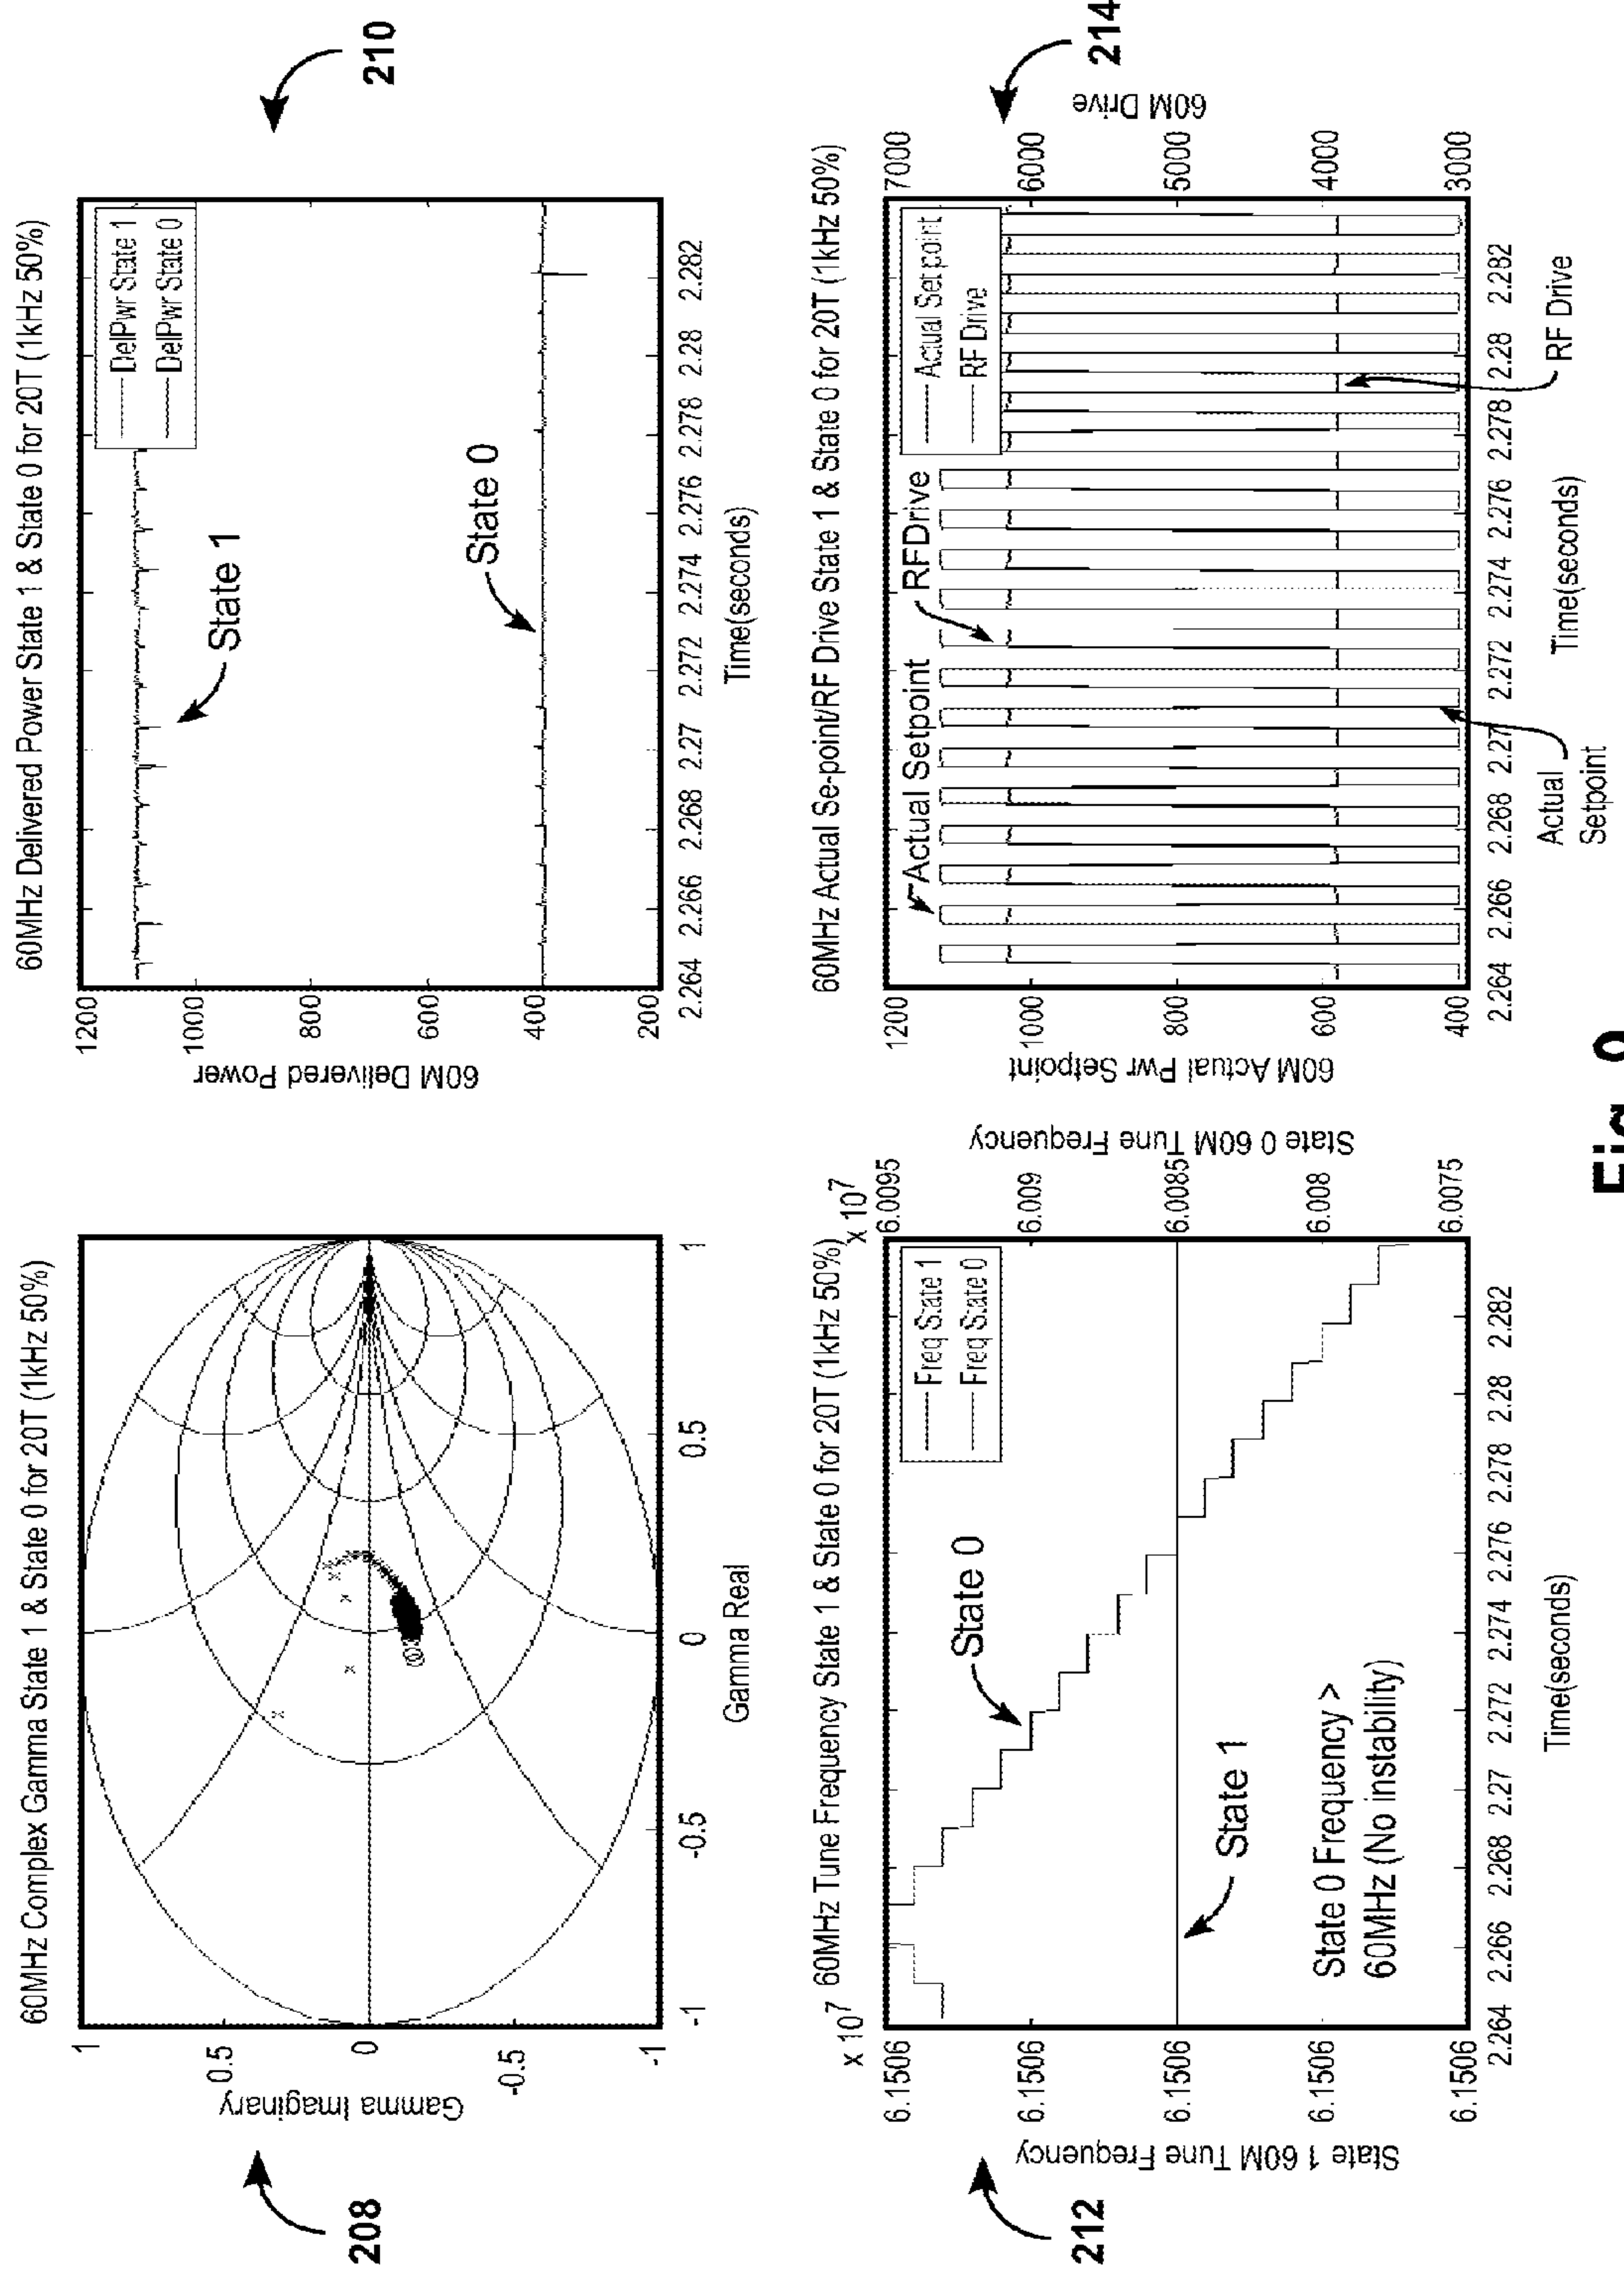 60MHz Complex Gamma State 1 & State 0 for 20T (1kHz 50%)
1
0.5
0
-0.5
-1
Gamma Imaginary
-1
-0.5
0
0.5
1
Gamma Real
208
60MHz Delivered Power State 1 & State 0 for 20T (1kHz 50%)
DelPwr State 1
DelPwr State 0
State 1
State 0
1200
1000
800
600
400
200
60M Delivered Power
2.264 2.266 2.268 2.27 2.272 2.274 2.276 2.278 2.28 2.282
Time(seconds)
210
60MHz Tune Frequency State 1 & State 0 for 20T (1kHz 50%)
x 10⁷
x 10⁷
Freq State 1
Freq State 0
State 0
State 1
State 0 Frequency >
60MHz (No instability)
6.1506
6.1506
6.1506
6.1506
6.1506
State 1 60M Tune Frequency
6.0095
6.009
6.0085
6.008
6.0075
State 0 60M Tune Frequency
2.264 2.266 2.268 2.27 2.272 2.274 2.276 2.278 2.28 2.282
Time(seconds)
212
60MHz Actual Se-point/RF Drive State 1 & State 0 for 20T (1kHz 50%)
Actual Setpoint
RF Drive
Actual Setpoint
RFDrive
1200
1000
800
600
400
60M Actual Pwr Setpoint
7000
6000
5000
4000
3000
60M Drive
2.264 2.266 2.268 2.27 2.272 2.274 2.276 2.278 2.28 2.282
Time(seconds)
Actual
Setpoint
RF Drive
214